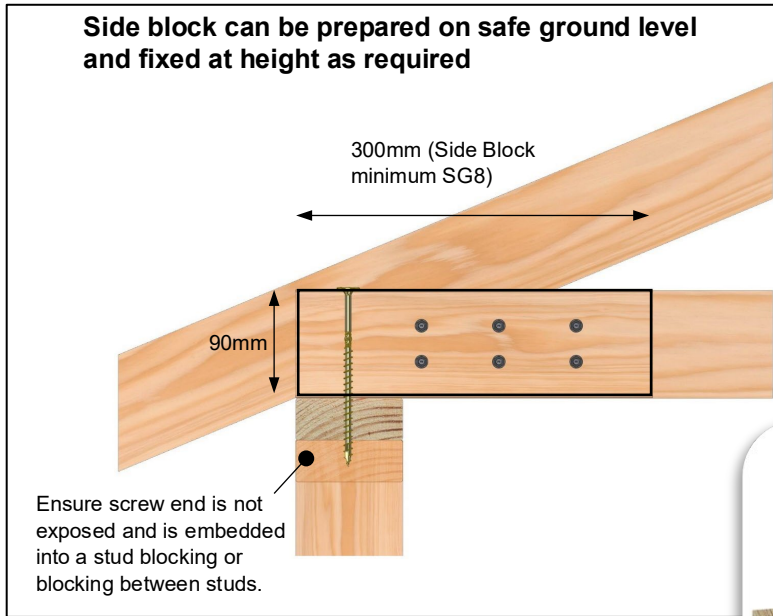 Side block can be prepared on safe ground level
and fixed at height as required
300mm (Side Block
minimum SG8)
90mm
Ensure screw end is not
exposed and is embedded
into a stud blocking or
blocking between studs.